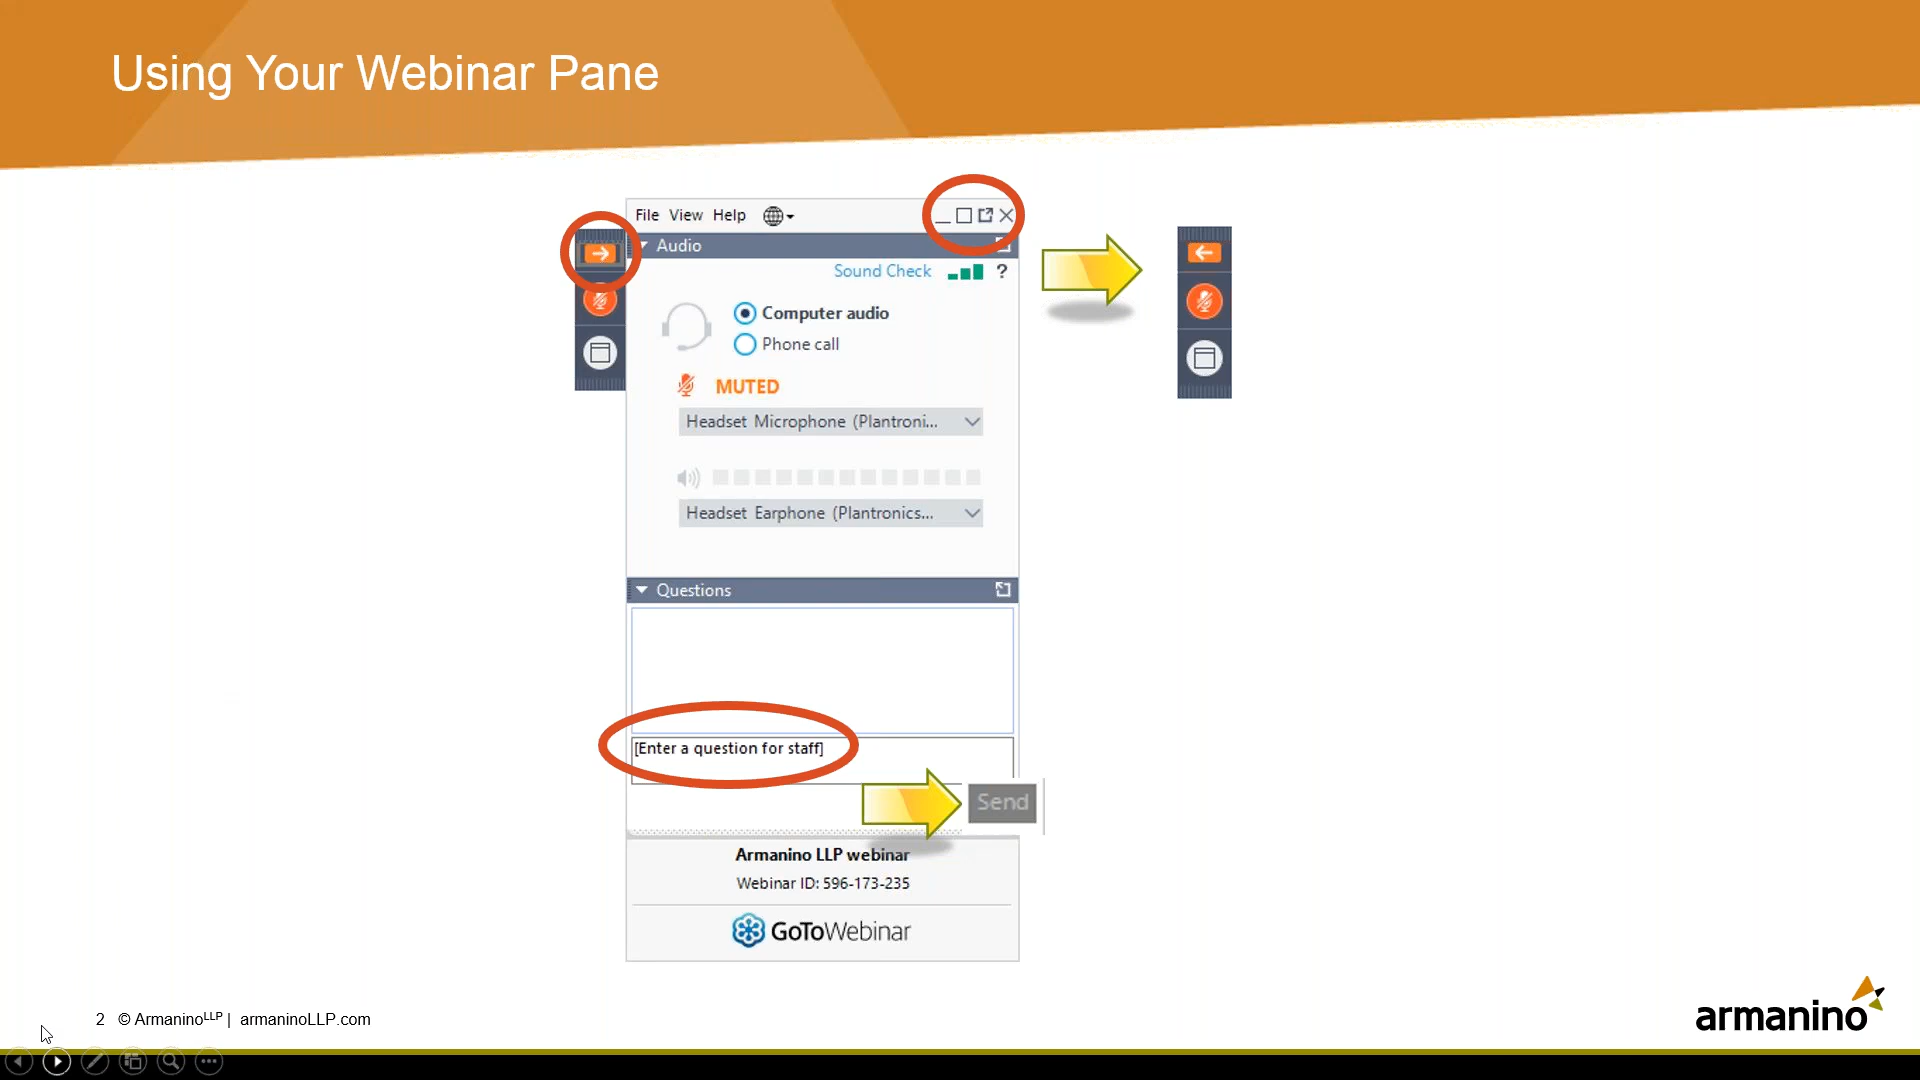 Using Your Webinar Pane
File View Help
Audio
Sound Check ?
Computer audio
Phone call
MUTED
Headset Microphone (Plantroni...
Headset Earphone (Plantronics...
Questions
[Enter a question for staff]
Send
Armanino LLP webinar
Webinar ID: 596-173-235
GoToWebinar
2 © ArmaninoLLP | armaninoLLP.com
armanino